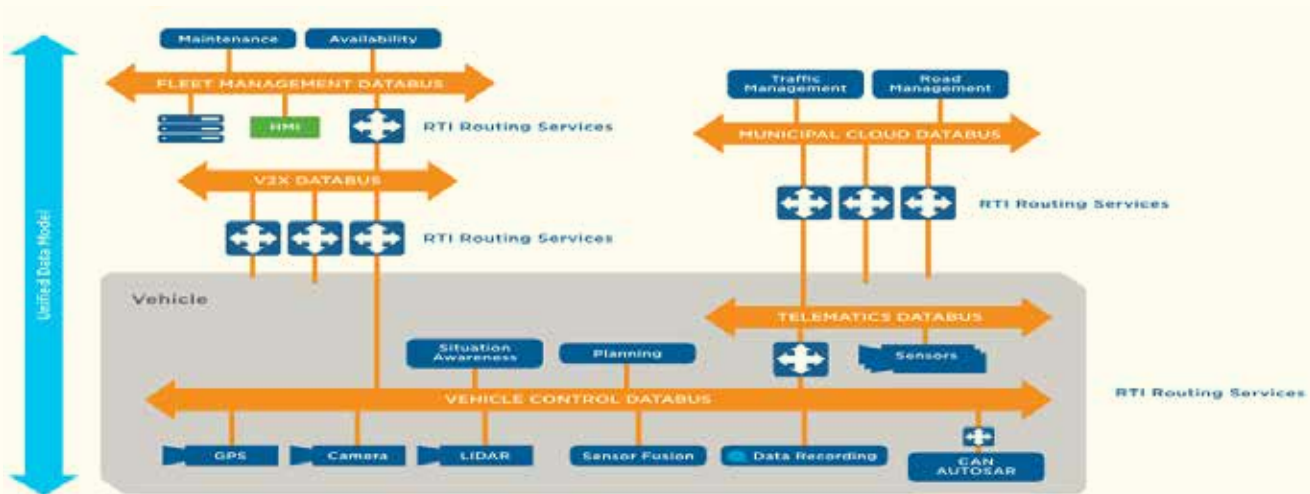 Maintenance
Availability
FLEET MANAGEMENT DATABUS
HMI
RTI Routing Services
V2X DATABUS
RTI Routing Services
Traffic
Management
Road
Management
MUNICIPAL CLOUD DATABUS
RTI Routing Services
Unified Data Model
Vehicle
TELEMATICS DATABUS
Sensors
Situation
Awareness
Planning
VEHICLE CONTROL DATABUS
RTI Routing Services
GPS
Camera
LIDAR
Sensor Fusion
Data Recording
CAN
AUTOSAR